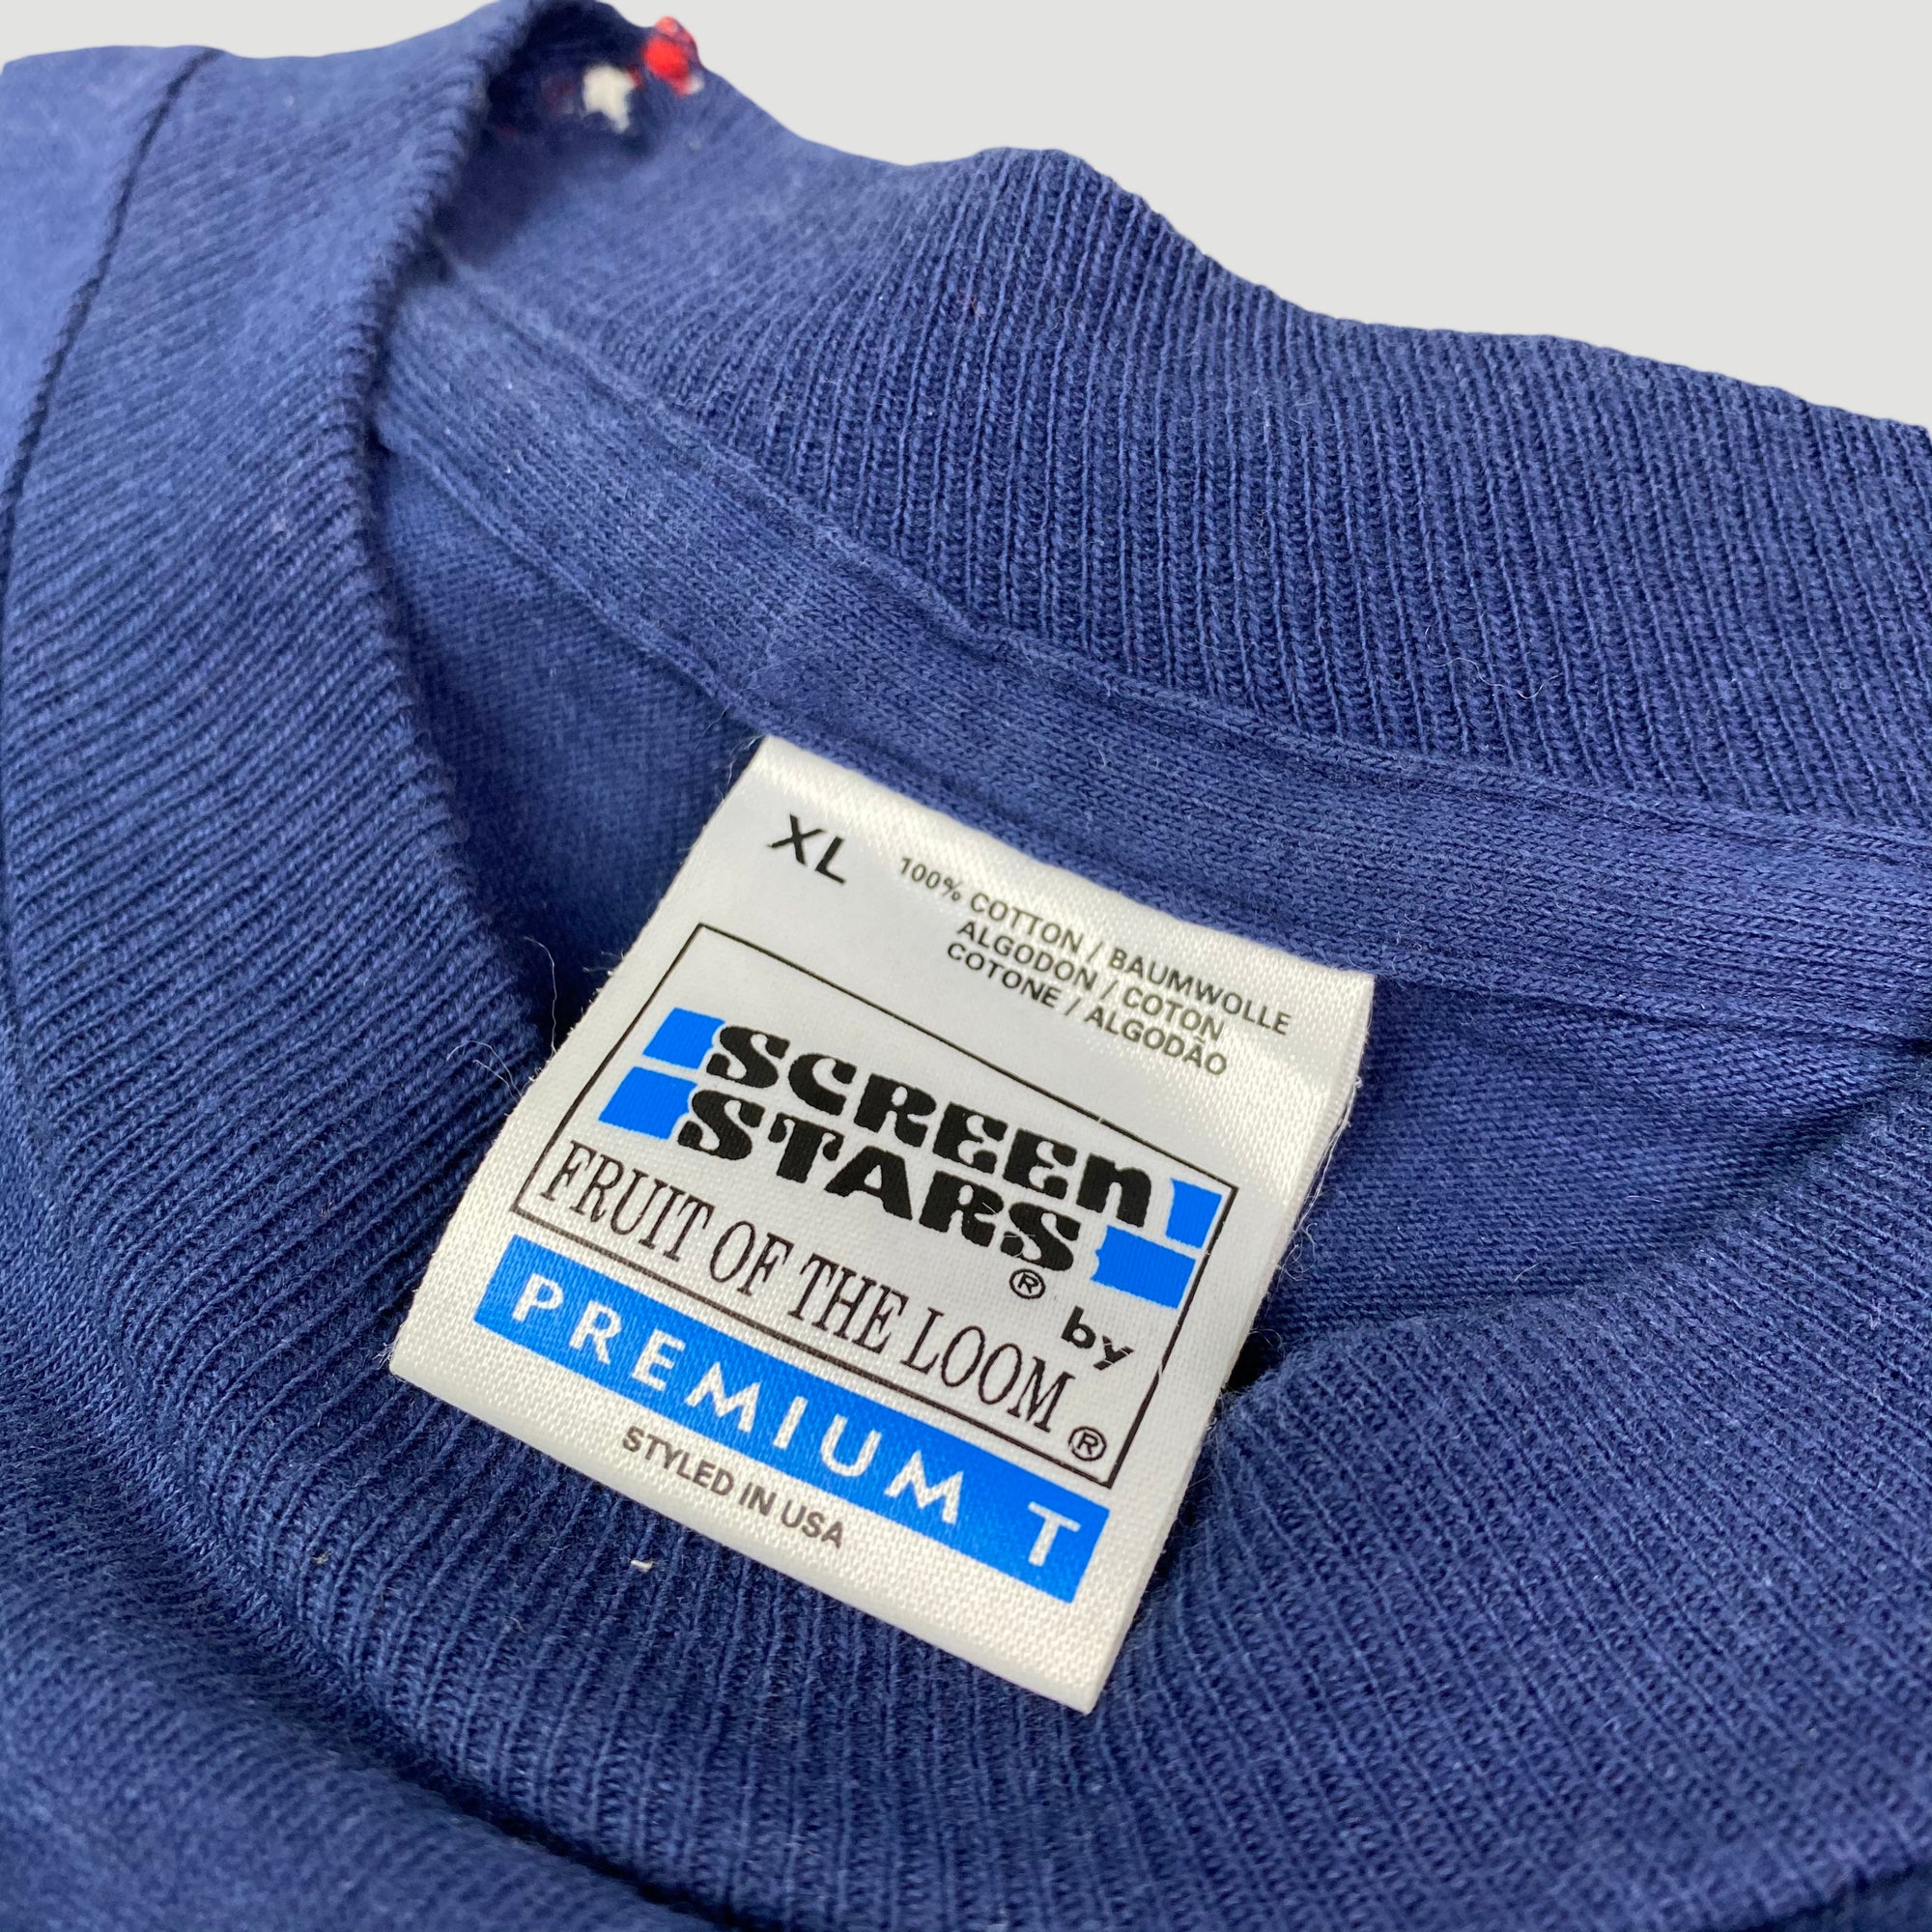 XL
100% COTTON / BAUMWOLLE
ALGODON / COTON
COTONE / ALGODÃO
SCREEN
STARS® by
FRUIT OF THE LOOM®
PREMIUM T
STYLED IN USA